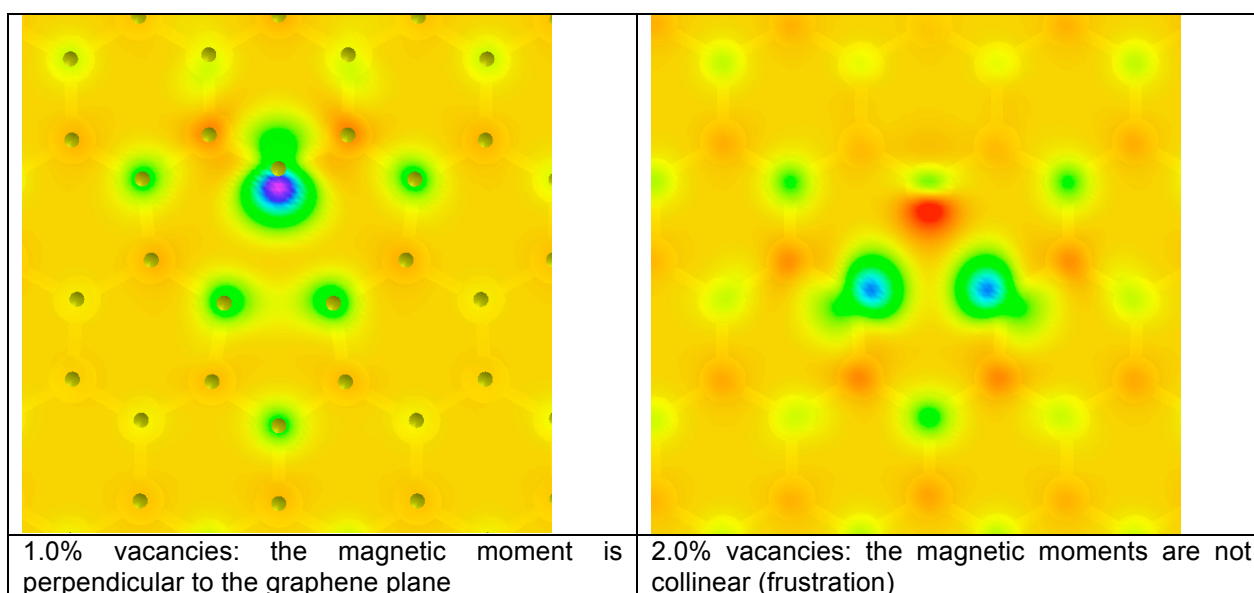 1.0% vacancies: the magnetic moment is
perpendicular to the graphene plane
2.0% vacancies: the magnetic moments are not
collinear (frustration)